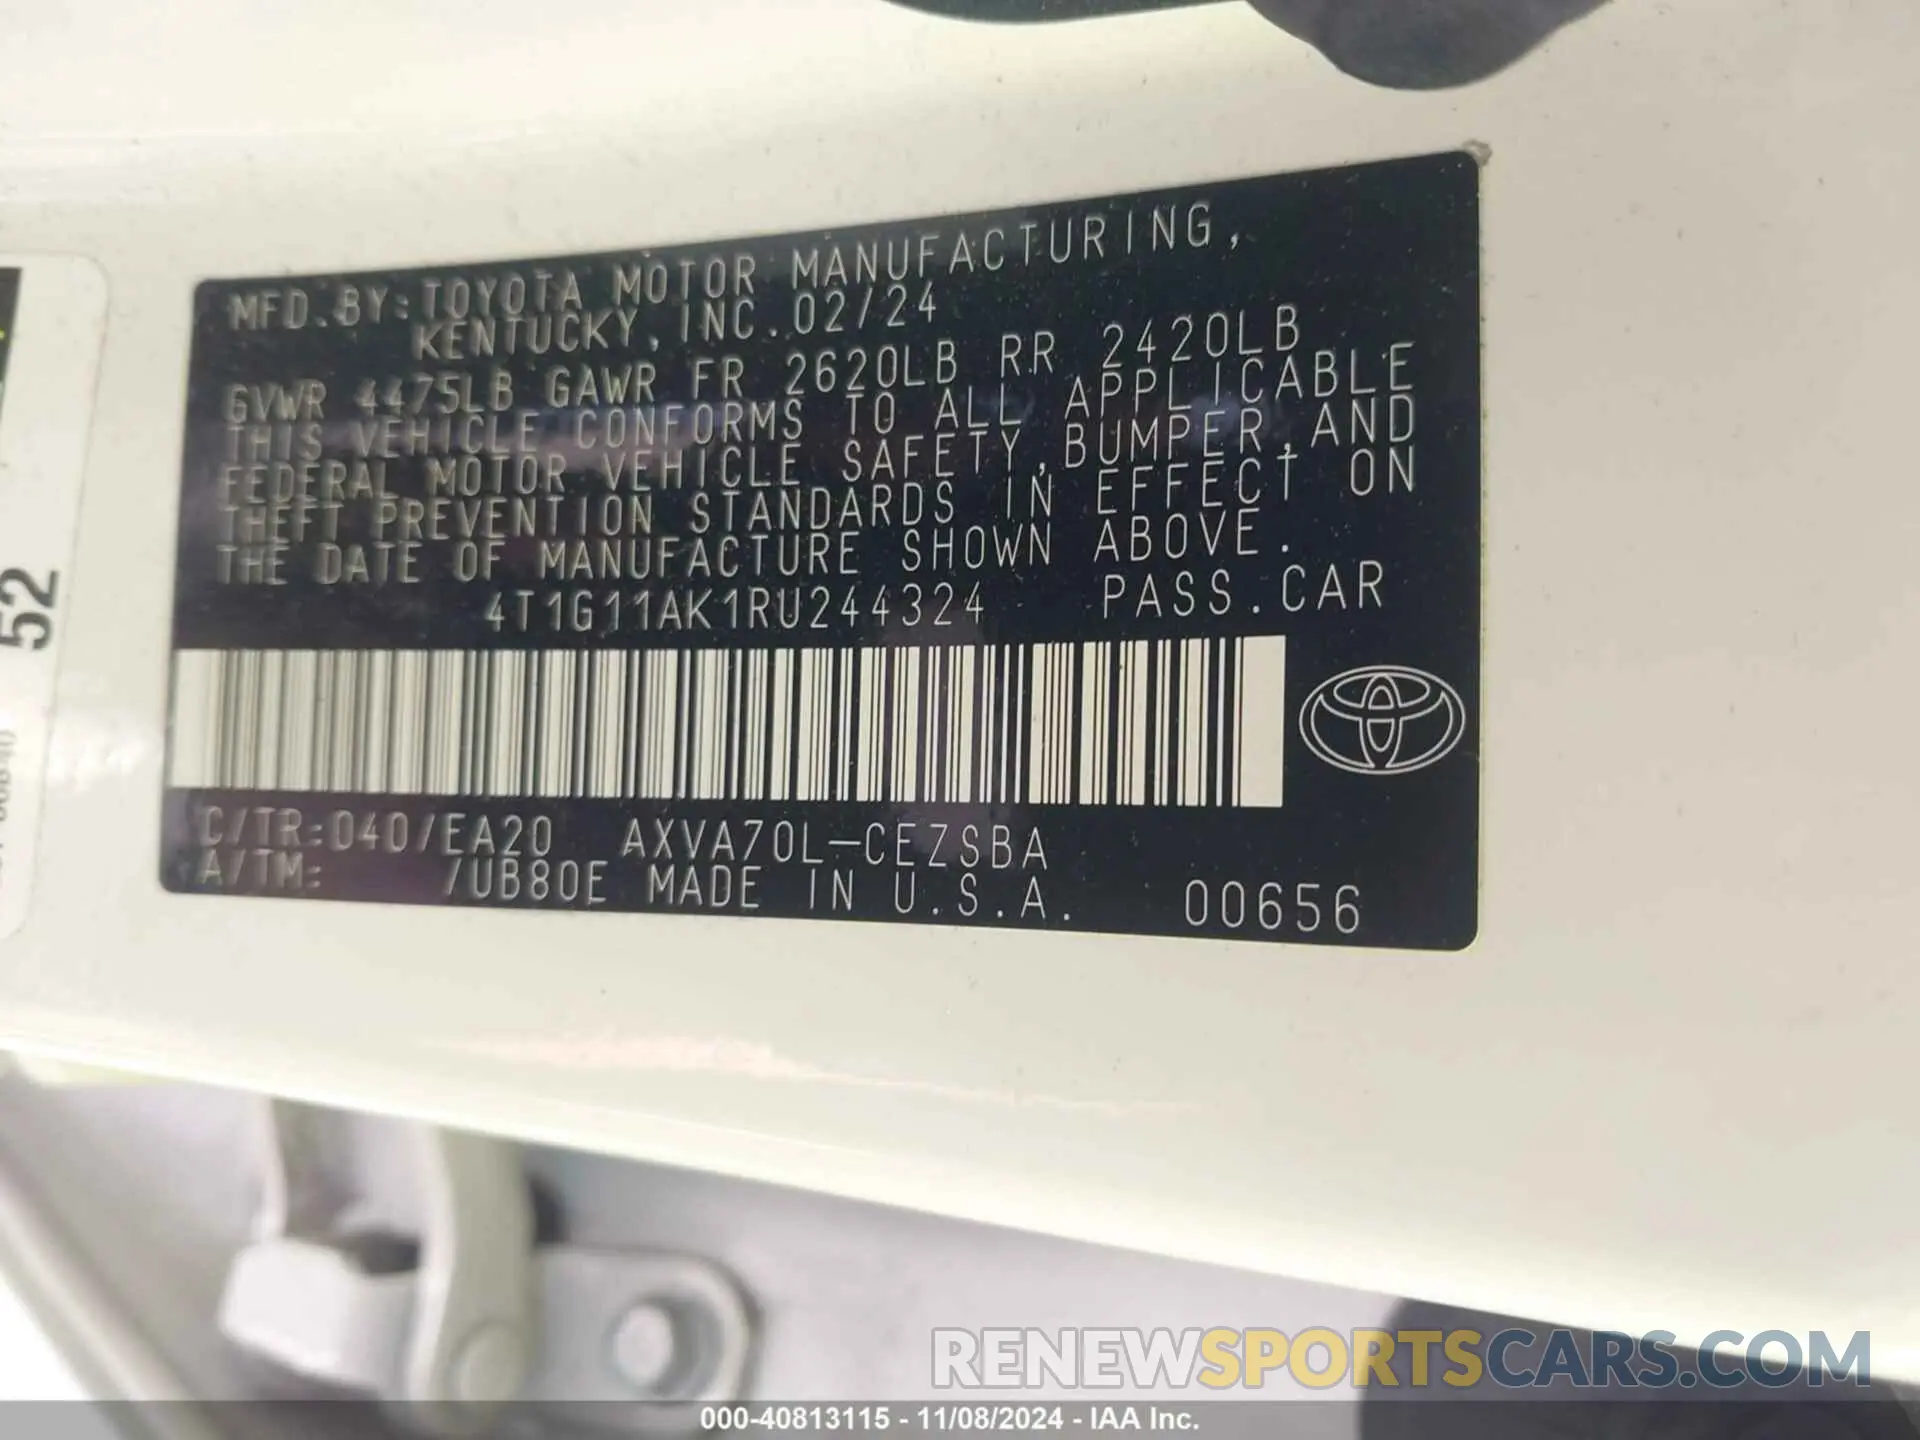 MFD. BY: TOYOTA MOTOR MANUFACTURING,
KENTUCKY, INC. 02/24
GVWR 4475LB GAWR FR 2620LB RR 2420LB
THIS VEHICLE CONFORMS TO ALL APPLICABLE
FEDERAL MOTOR VEHICLE SAFETY, BUMPER, AND
THEFT PREVENTION STANDARDS IN EFFECT ON
THE DATE OF MANUFACTURE SHOWN ABOVE.
4T1G11AK1RU244324 PASS. CAR
C/TR:040/EA20 AXVA70L-CEZSBA
A/TM: /UB80E MADE IN U.S.A. 00656
52
RENEWSPORTSCARS.COM
000-40813115 - 11/08/2024 - IAA Inc.